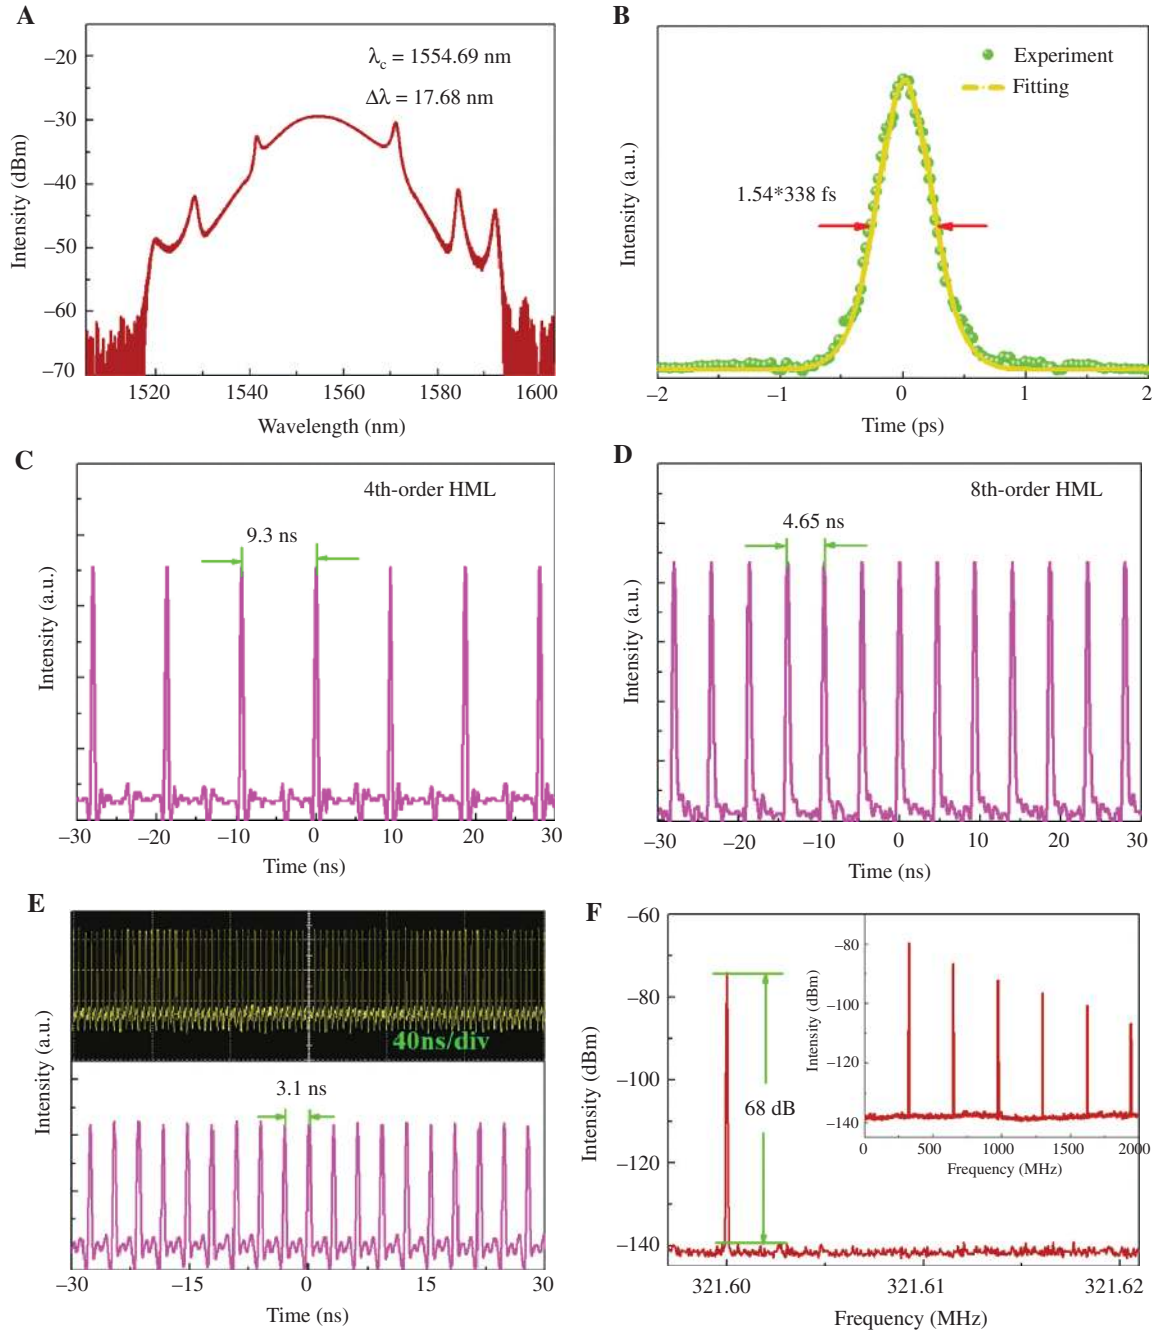 A
λc = 1554.69 nm
Δλ = 17.68 nm
Intensity (dBm)
−20
−30
−40
−50
−60
−70
1520
1540
1560
1580
1600
Wavelength (nm)
B
Experiment
Fitting
1.54*338 fs
Intensity (a.u.)
−2
−1
0
1
2
Time (ps)
C
4th-order HML
9.3 ns
Intensity (a.u.)
−30
−20
−10
0
10
20
30
Time (ns)
D
8th-order HML
4.65 ns
Intensity (a.u.)
−30
−20
−10
0
10
20
30
Time (ns)
E
40ns/div
3.1 ns
Intensity (a.u.)
−30
−15
0
15
30
Time (ns)
F
−60
−80
−100
−120
−140
Intensity (dBm)
68 dB
321.60
321.61
321.62
Frequency (MHz)
−80
−100
−120
−140
Intensity (dBm)
0
500
1000
1500
2000
Frequency (MHz)